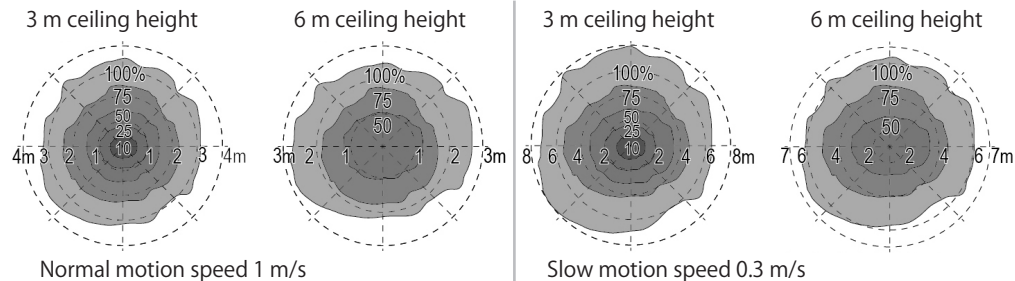 3 m ceiling height
6 m ceiling height
3 m ceiling height
6 m ceiling height
100%
75
50
25
10
4m 3 2 1 1 2 3 4m
100%
75
50
3m 2 1 1 2 3m
100%
75
50
25
10
8 6 4 2 2 4 6 8m
100%
75
50
7 6 4 2 2 4 6 7m
Normal motion speed 1 m/s
Slow motion speed 0.3 m/s